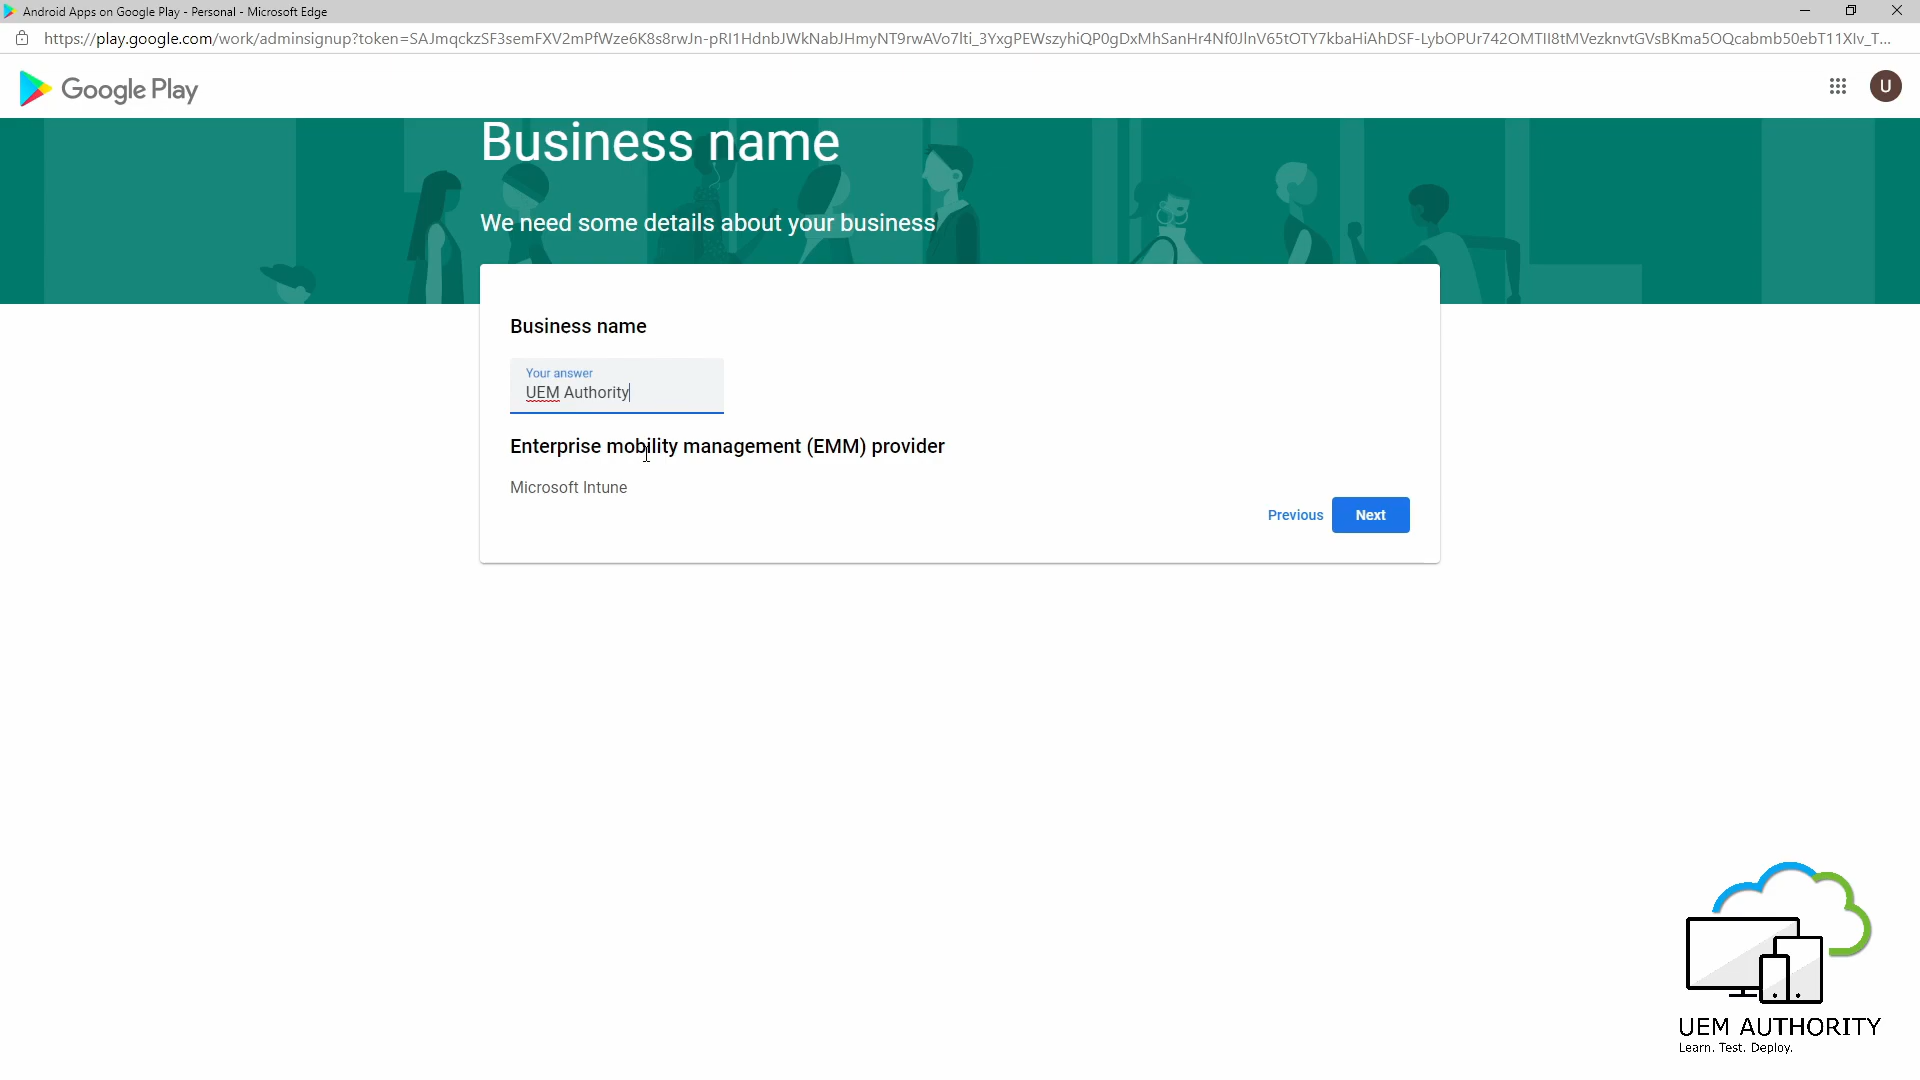 Android Apps on Google Play - Personal - Microsoft Edge
https://play.google.com/work/adminsignup?token=SAJmqckzSF3semFXV2mPfWze6K8s8rwJn-pRI1HdnbJWkNabJHmyNT9rwAVo7lti_3YxgPEWszyhiQP0gDxMhSanHr4Nf0JlnV65tOTY7kbaHiAhDSF-LybOPUr742OMTII8tMVezknvtGVsBKma5OQcabmb50ebT11XIv_T...
Google Play
U
Business name
We need some details about your business
Business name
Your answer
UEM Authority
Enterprise mobility management (EMM) provider
Microsoft Intune
Previous
Next
UEM AUTHORITY
Learn. Test. Deploy.